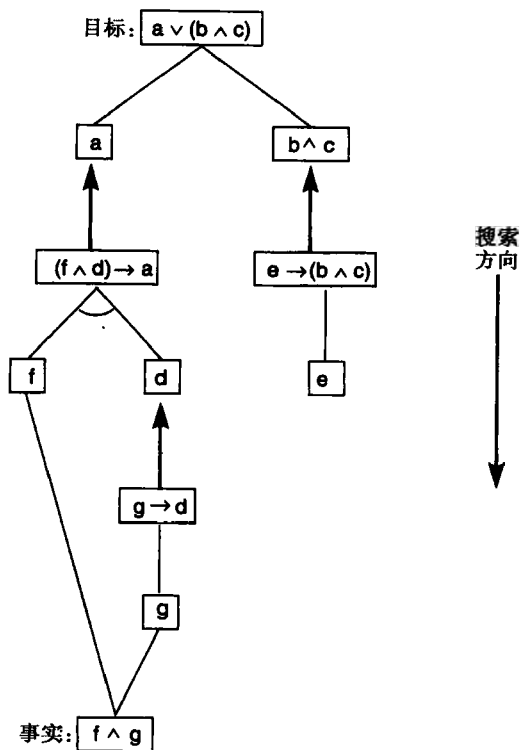 目标: a ∨ (b ∧ c)
a
b ∧ c
搜索
方向
(f ∧ d) → a
e → (b ∧ c)
f
d
e
g → d
g
事实: f ∧ g